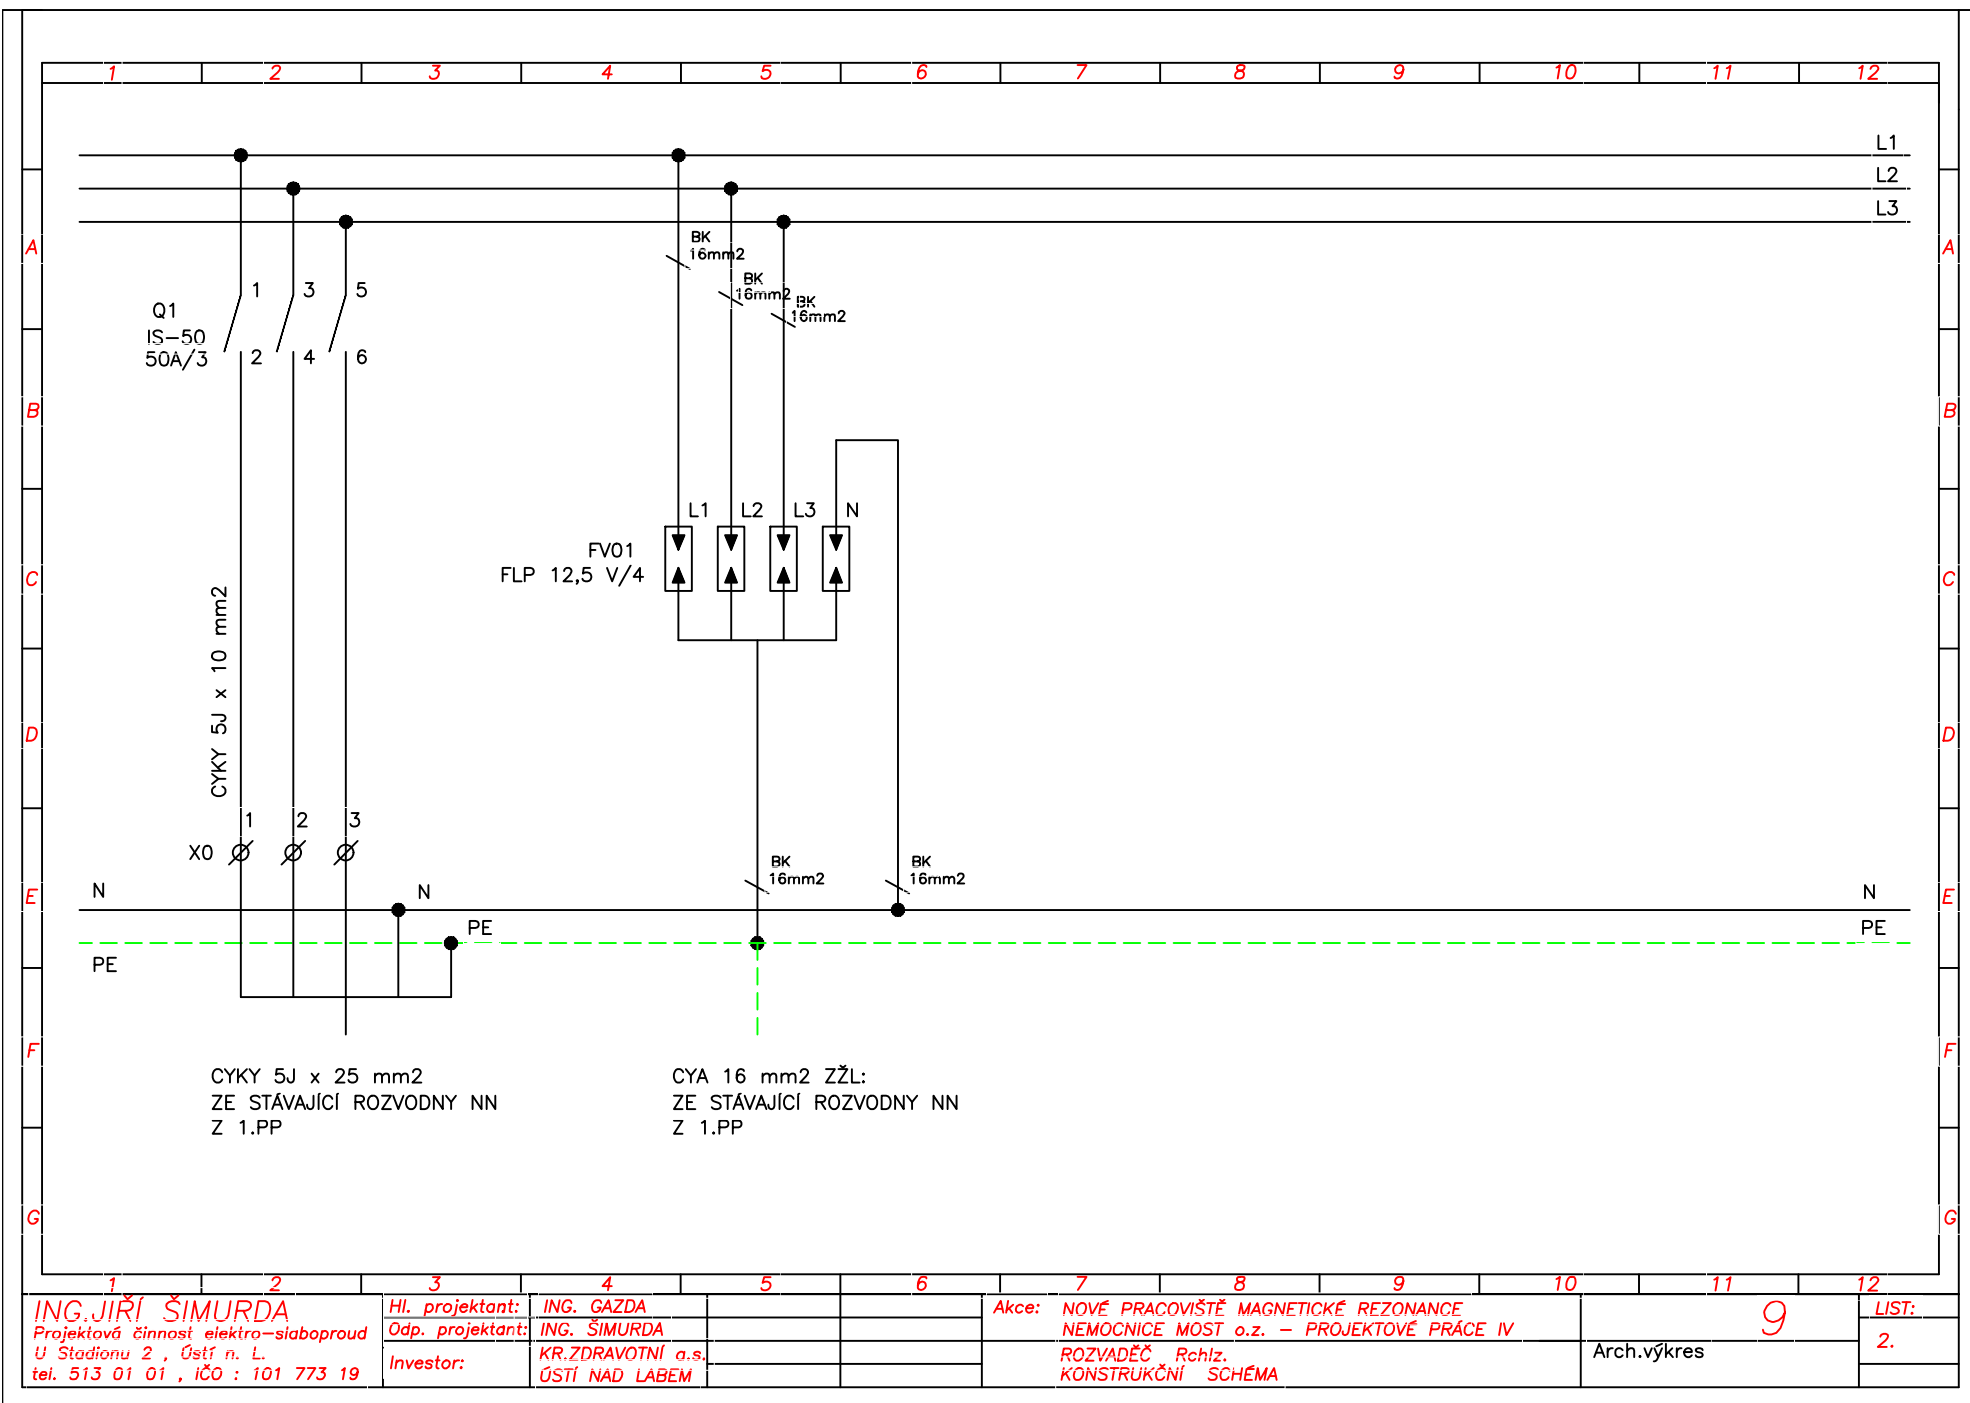 1 2 3 4 5 6 7 8 9 10 11 12
L1
L2
L3
A A
BK
16mm2
BK
16mm2
BK
16mm2
1 3 5
Q1
IS-50
50A/3
2 4 6
B B
L1 L2 L3 N
FV01
FLP 12,5 V/4
C C
CYKY 5J x 10 mm2
D D
1 2 3
X0
BK
16mm2
BK
16mm2
N N N
E E
PE PE
PE
F F
CYKY 5J x 25 mm2
ZE STÁVAJÍCÍ ROZVODNY NN
Z 1.PP
CYA 16 mm2 ZŽL:
ZE STÁVAJÍCÍ ROZVODNY NN
Z 1.PP
G G
1 2 3 4 5 6 7 8 9 10 11 12
ING.JIŘÍ ŠIMURDA
Projektová činnost elektro-slaboproud
U Stadionu 2 , Ústí n. L.
tel. 513 01 01 , IČO : 101 773 19
Hl. projektant: ING. GAZDA
Odp. projektant: ING. ŠIMURDA
Investor: KR.ZDRAVOTNÍ a.s.
ÚSTÍ NAD LABEM
Akce: NOVÉ PRACOVIŠTĚ MAGNETICKÉ REZONANCE
NEMOCNICE MOST o.z. - PROJEKTOVÉ PRÁCE IV
ROZVADĚČ Rchlz.
KONSTRUKČNÍ SCHÉMA
9
Arch.výkres
LIST:
2.